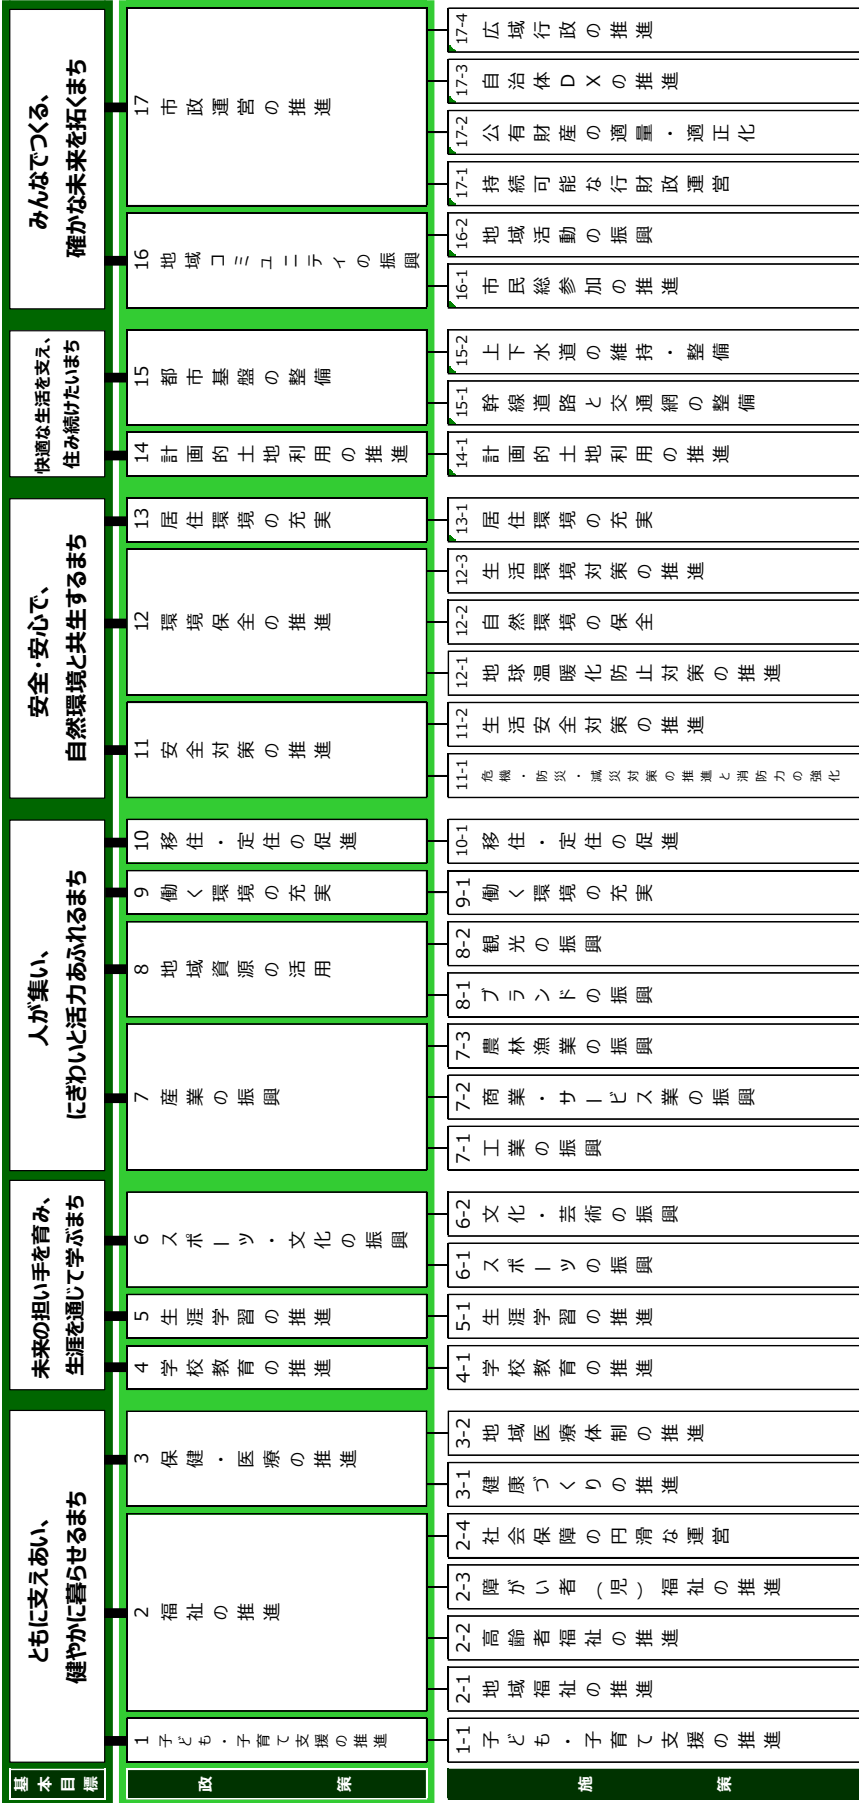 基本目標
政策
施策
ともに支えあい、
健やかに暮らせるまち
1 子ども・子育て支援の推進
1-1 子ども・子育て支援の推進
2 福祉の推進
2-1 地域福祉の推進
2-2 高齢者福祉の推進
2-3 障がい者（児）福祉の推進
2-4 社会保障の円滑な運営
3 保健・医療の推進
3-1 健康づくりの推進
3-2 地域医療体制の推進
未来の担い手を育み、
生涯を通じて学ぶまち
4 学校教育の推進
4-1 学校教育の推進
5 生涯学習の推進
5-1 生涯学習の推進
6 スポーツ・文化の振興
6-1 スポーツの振興
6-2 文化・芸術の振興
人が集い、
にぎわいと活力あふれるまち
7 産業の振興
7-1 工業の振興
7-2 商業・サービス業の振興
7-3 農林漁業の振興
8 地域資源の活用
8-1 ブランドの振興
8-2 観光の振興
9 働く環境の充実
9-1 働く環境の充実
10 移住・定住の促進
10-1 移住・定住の促進
安全・安心で、
自然環境と共生するまち
11 安全対策の推進
11-1 危機・防災・減災対策の推進と消防力の強化
11-2 生活安全対策の推進
12 環境保全の推進
12-1 地球温暖化防止対策の推進
12-2 自然環境の保全
12-3 生活環境対策の推進
13 居住環境の充実
13-1 居住環境の充実
快適な生活を支え、
住み続けたいまち
14 計画的土地利用の推進
14-1 計画的土地利用の推進
15 都市基盤の整備
15-1 幹線道路と交通網の整備
15-2 上下水道の維持・整備
みんなでつくる、
確かな未来を拓くまち
16 地域コミュニティの振興
16-1 市民総参加の推進
16-2 地域活動の振興
17 市政運営の推進
17-1 持続可能な行財政運営
17-2 公有財産の適量・適正化
17-3 自治体DXの推進
17-4 広域行政の推進